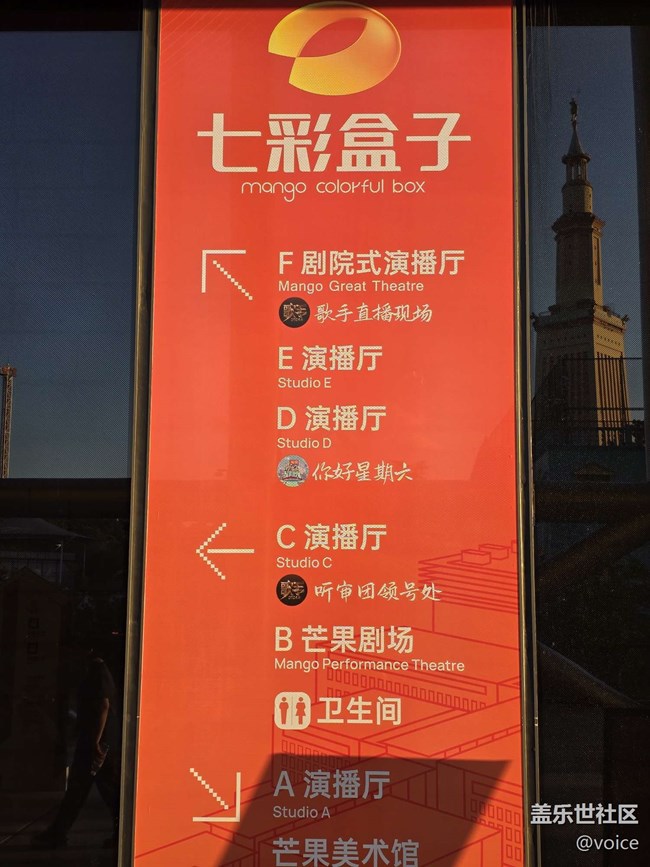 七彩盒子
mango colorful box
F 剧院式演播厅
Mango Great Theatre
歌手直播现场
E 演播厅
Studio E
D 演播厅
Studio D
你好星期六
C 演播厅
Studio C
听审团领号处
B 芒果剧场
Mango Performance Theatre
卫生间
A 演播厅
Studio A
芒果美术馆
盖乐世社区
@voice